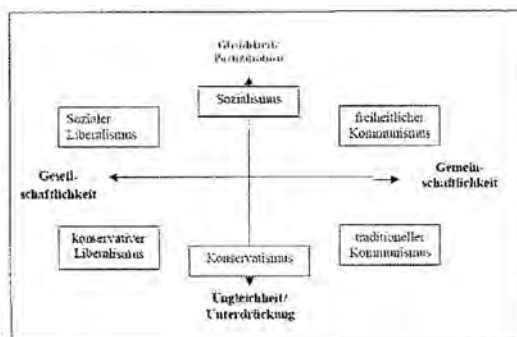 Gleichheit/
Partizipation
Sozialismus
Sozialer
Liberalismus
freiheitlicher
Kommunismus
Gesell-
schaftlichkeit
Gemein-
schaftlichkeit
konservativer
Liberalismus
Konservatismus
traditioneller
Kommunismus
Ungleichheit/
Unterdrückung